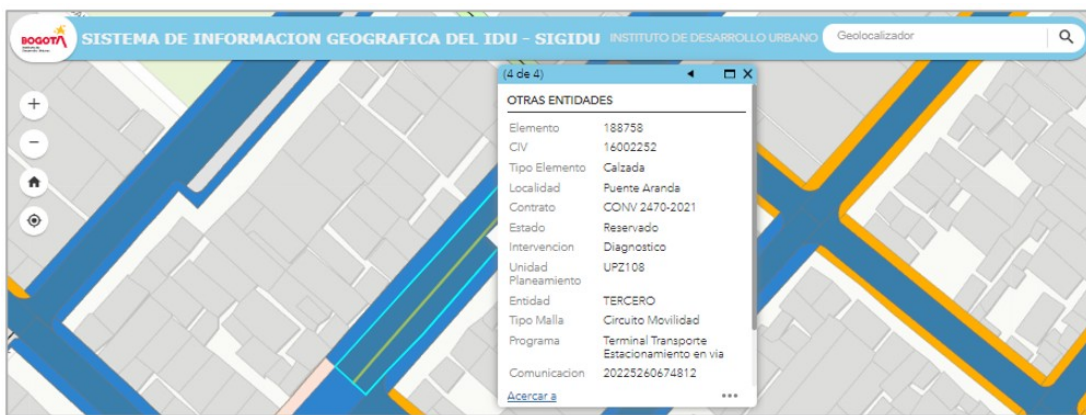 BOGOTÁ
SISTEMA DE INFORMACION GEOGRAFICA DEL IDU - SIGIDU INSTITUTO DE DESARROLLO URBANO
Geolocalizador
(4 de 4)
OTRAS ENTIDADES
Elemento 188758
CIV 16002252
Tipo Elemento Calzada
Localidad Puente Aranda
Contrato CONV 2470-2021
Estado Reservado
Intervencion Diagnostico
Unidad Planeamiento UPZ108
Entidad TERCERO
Tipo Malla Circuito Movilidad
Programa Terminal Transporte
Estacionamiento en via
Comunicacion 20225260674812
Acercar a